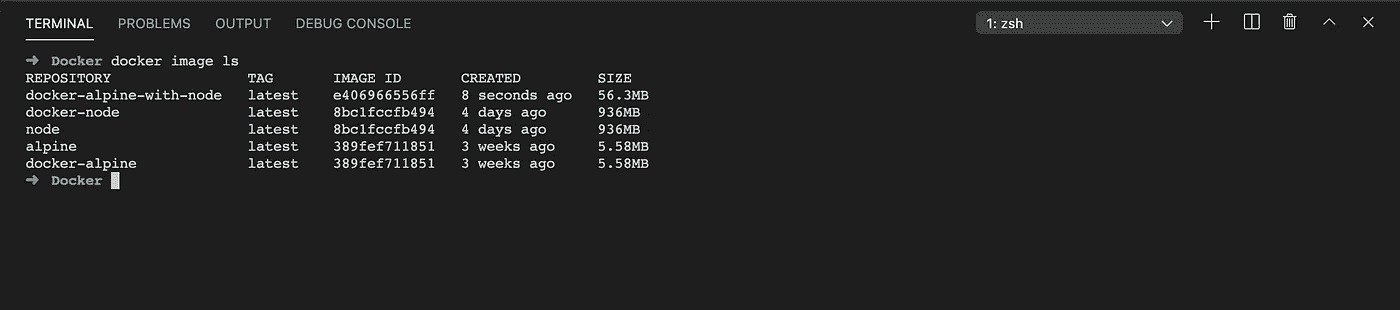 TERMINAL PROBLEMS OUTPUT DEBUG CONSOLE 1: zsh
➜ Docker docker image ls
REPOSITORY TAG IMAGE ID CREATED SIZE
docker-alpine-with-node latest e406966556ff 8 seconds ago 56.3MB
docker-node latest 8bc1fccfb494 4 days ago 936MB
node latest 8bc1fccfb494 4 days ago 936MB
alpine latest 389fef711851 3 weeks ago 5.58MB
docker-alpine latest 389fef711851 3 weeks ago 5.58MB
➜ Docker